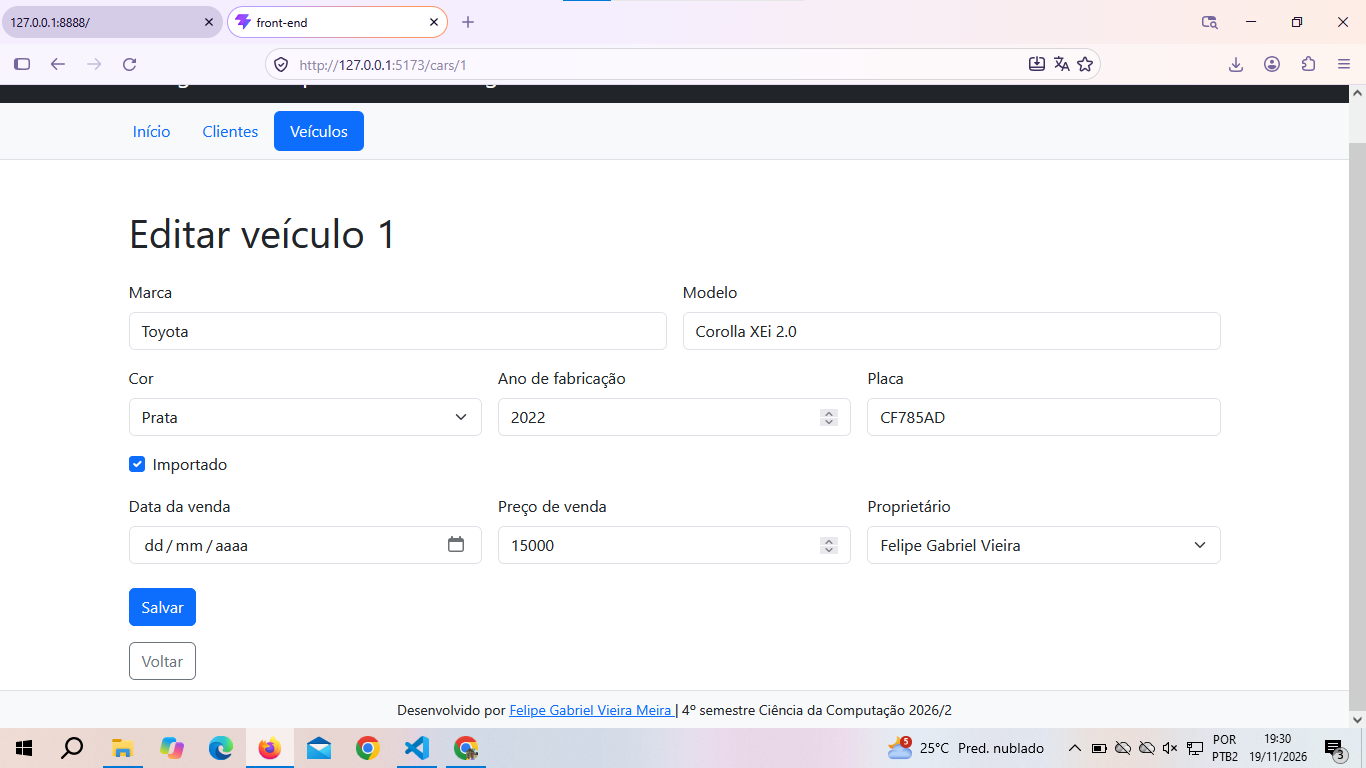 127.0.0.1:8888/
front-end
http://127.0.0.1:5173/cars/1
Início Clientes Veículos
Editar veículo 1
Marca Modelo
Toyota Corolla XEi 2.0
Cor Ano de fabricação Placa
Prata 2022 CF785AD
Importado
Data da venda Preço de venda Proprietário
dd / mm / aaaa 15000 Felipe Gabriel Vieira
Salvar
Voltar
Desenvolvido por Felipe Gabriel Vieira Meira | 4º semestre Ciência da Computação 2026/2
5 25°C Pred. nublado POR 19:30
PTB2 19/11/2026 3